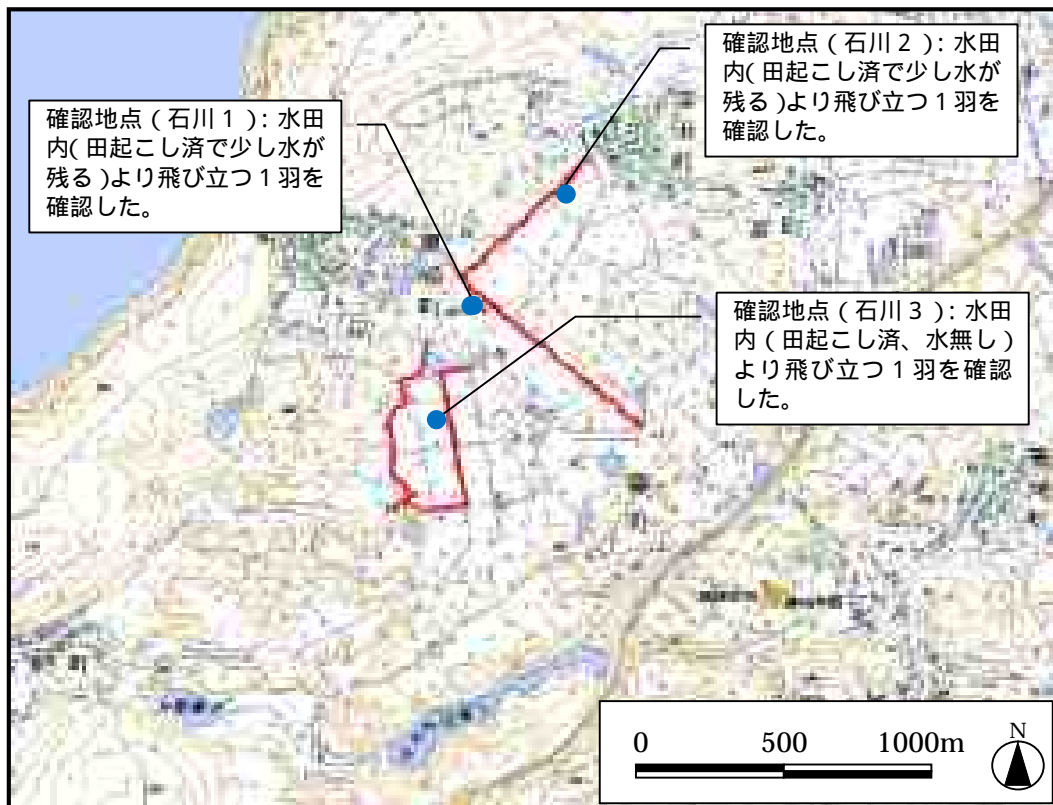 確認地点（石川２）：水田
内（田起こし済で少し水が
残る）より飛び立つ１羽を
確認した。
確認地点（石川１）：水田
内（田起こし済で少し水が
残る）より飛び立つ１羽を
確認した。
確認地点（石川３）：水田
内（田起こし済、水無し）
より飛び立つ１羽を確認
した。
0 500 1000m
N